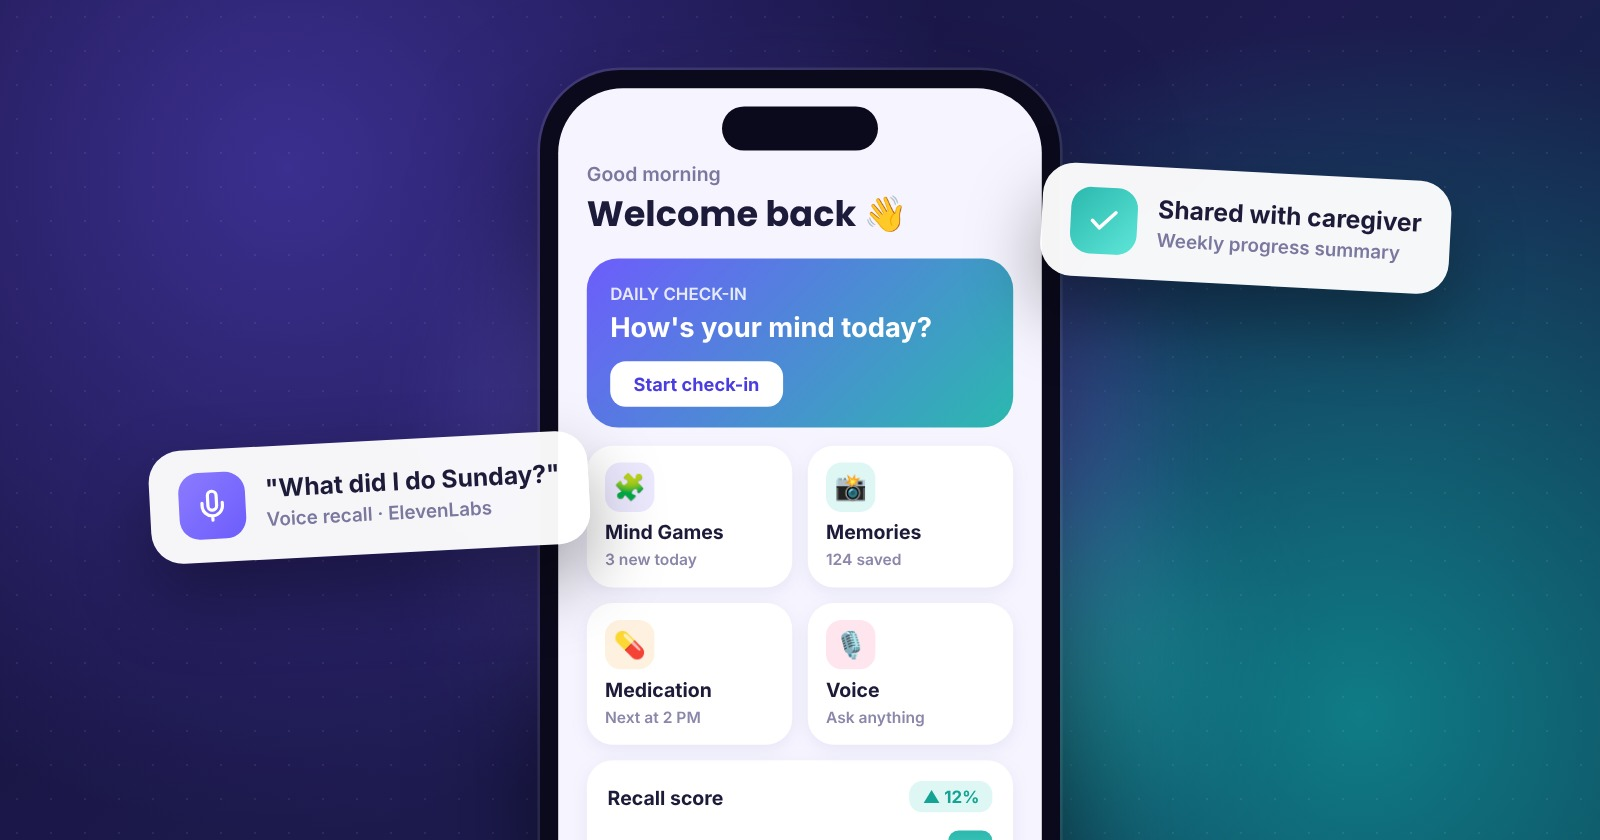 Good morning
Welcome back 👋
DAILY CHECK-IN
How's your mind today?
Start check-in
Shared with caregiver
Weekly progress summary
"What did I do Sunday?"
Voice recall · ElevenLabs
Mind Games
3 new today
Memories
124 saved
Medication
Next at 2 PM
Voice
Ask anything
Recall score
▲ 12%